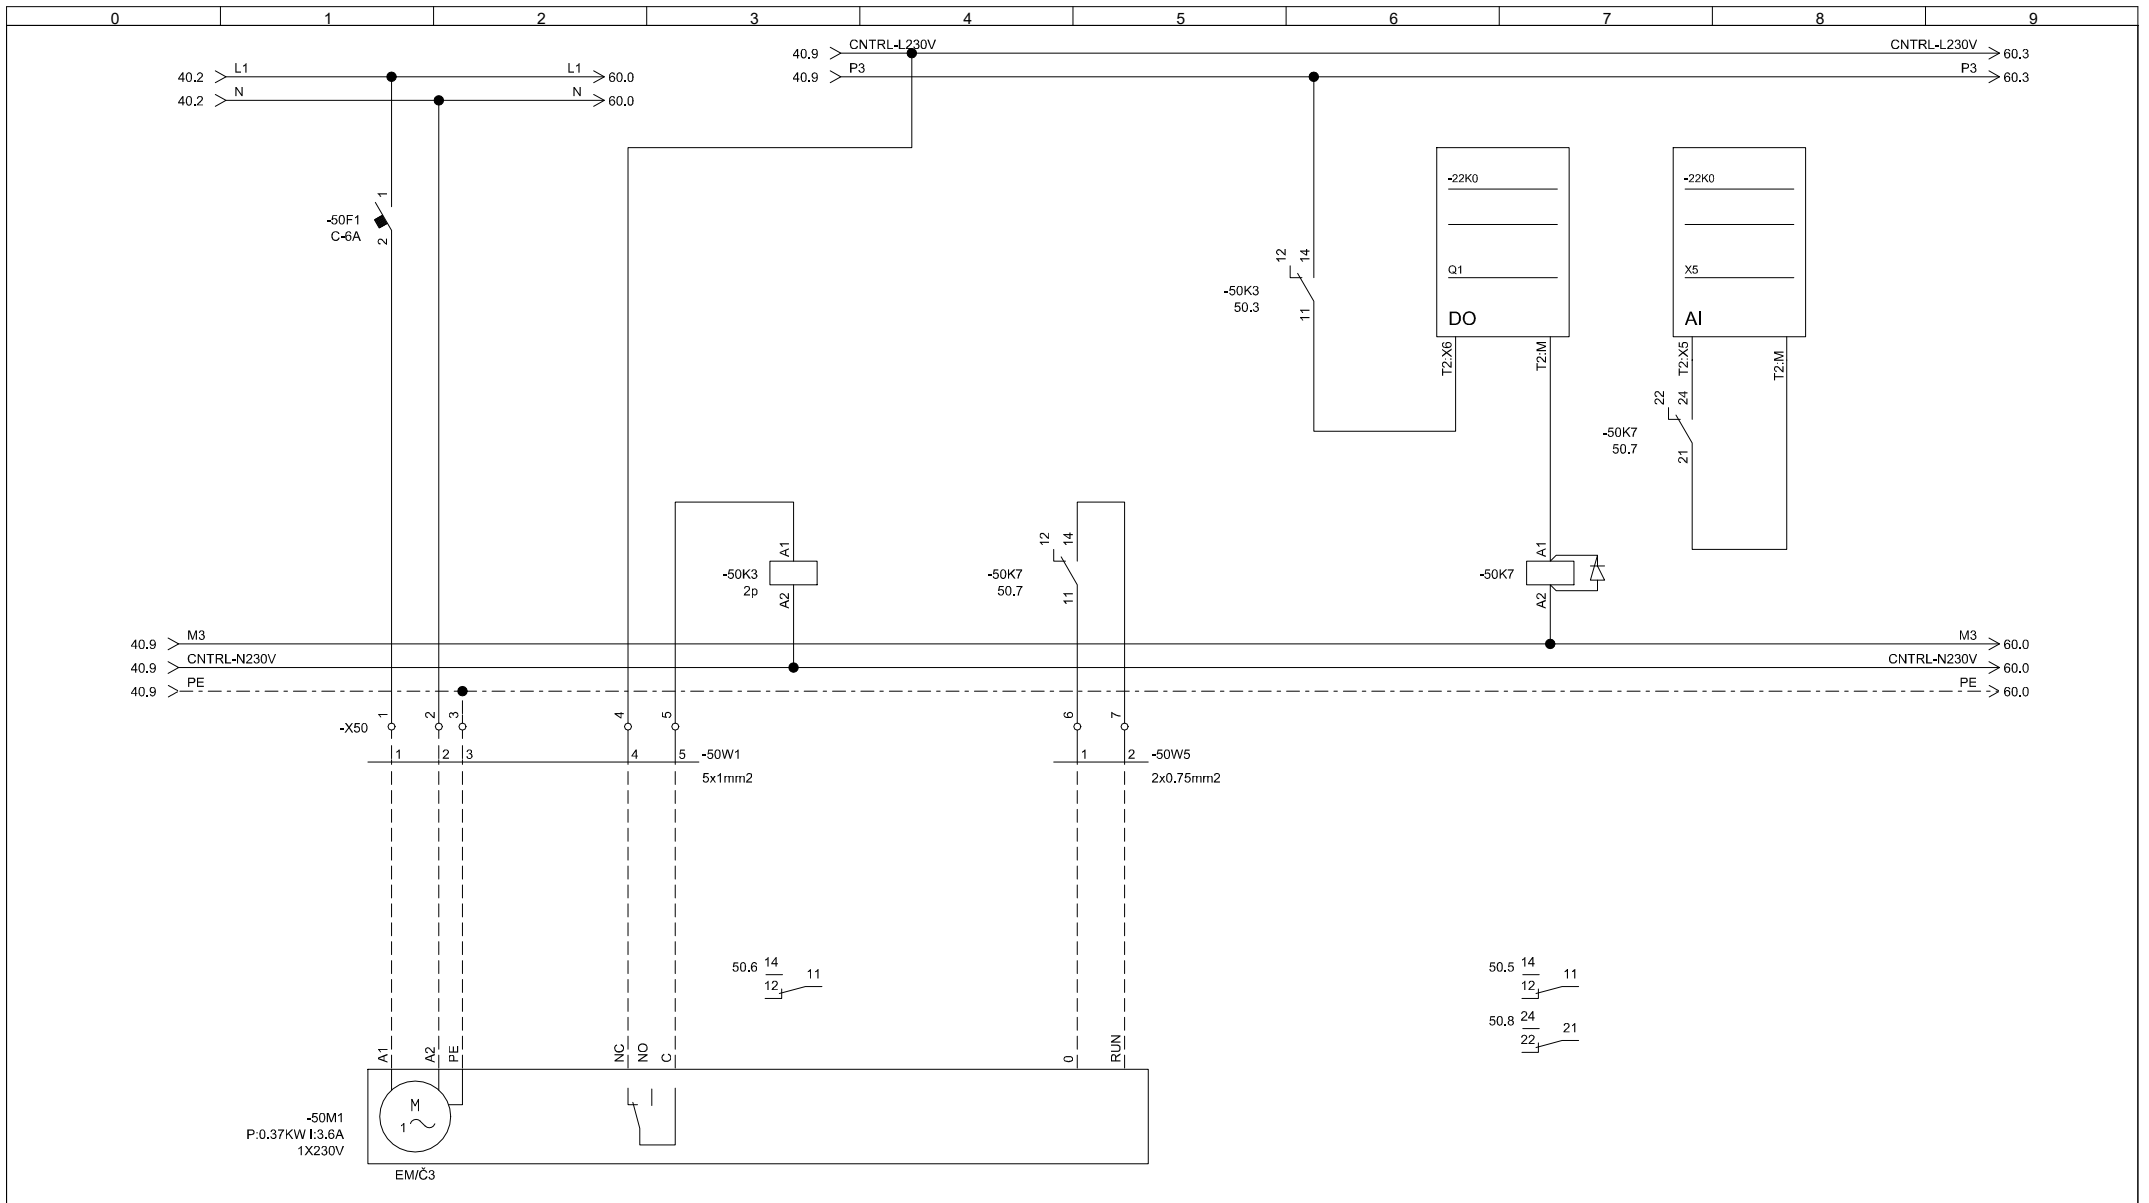 0 1 2 3 4 5 6 7 8 9
40.9 CNTRL-L230V CNTRL-L230V 60.3
40.2 L1 L1 60.0
40.9 P3 P3 60.3
40.2 N N 60.0
-22K0
-22K0
1
-50F1
C-6A
2
12
14
-50K3
50.3
11
Q1
DO
X5
AI
T2:X6
T2:M
T2:X5
T2:M
22
24
-50K7
50.7
21
A1
-50K3
2p
A2
12
14
-50K7
50.7
11
A1
-50K7
A2
40.9 M3 M3 60.0
40.9 CNTRL-N230V CNTRL-N230V 60.0
40.9 PE PE 60.0
-X50
1 2 3 4 5 6 7
1 2 3 4 5 -50W1
5x1mm2
1 2 -50W5
2x0.75mm2
50.6 14
11
12
50.5 14
11
12
50.8 24
21
22
A1 A2 PE NC NO C 0 RUN
M
1
-50M1
P:0.37KW I:3.6A
1X230V
EM/Č3